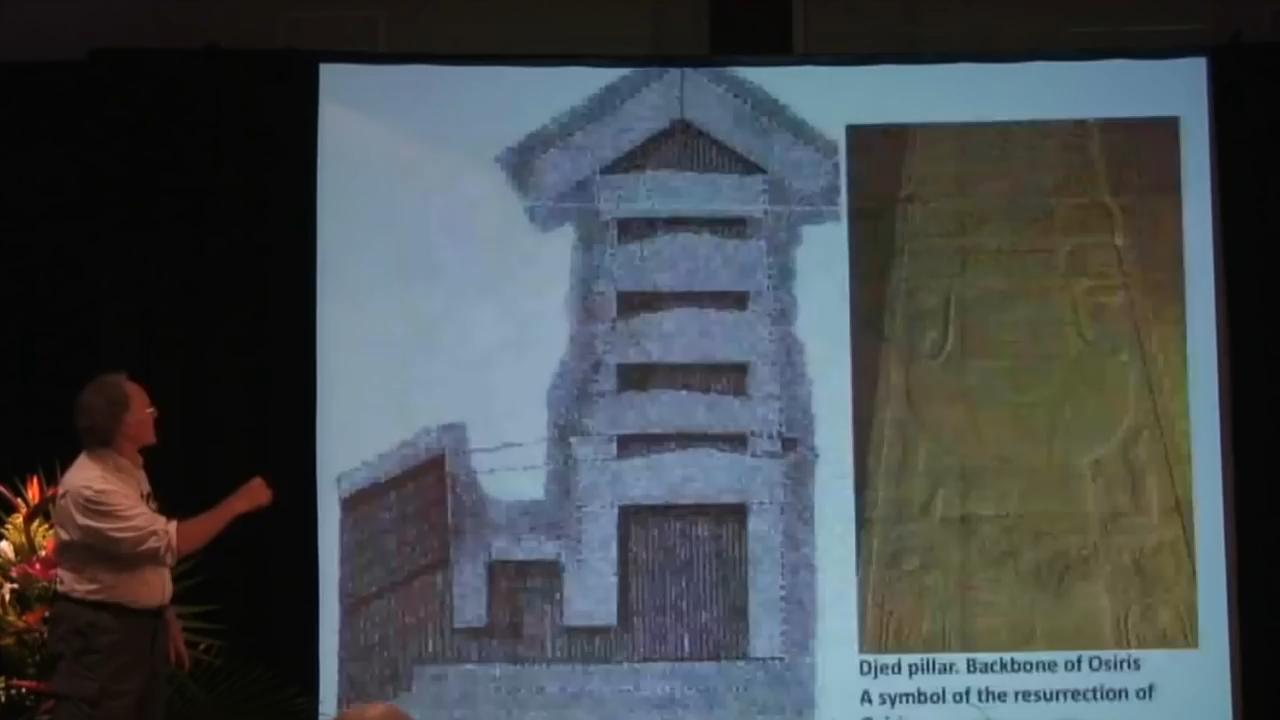 Djed pillar. Backbone of Osiris
A symbol of the resurrection of